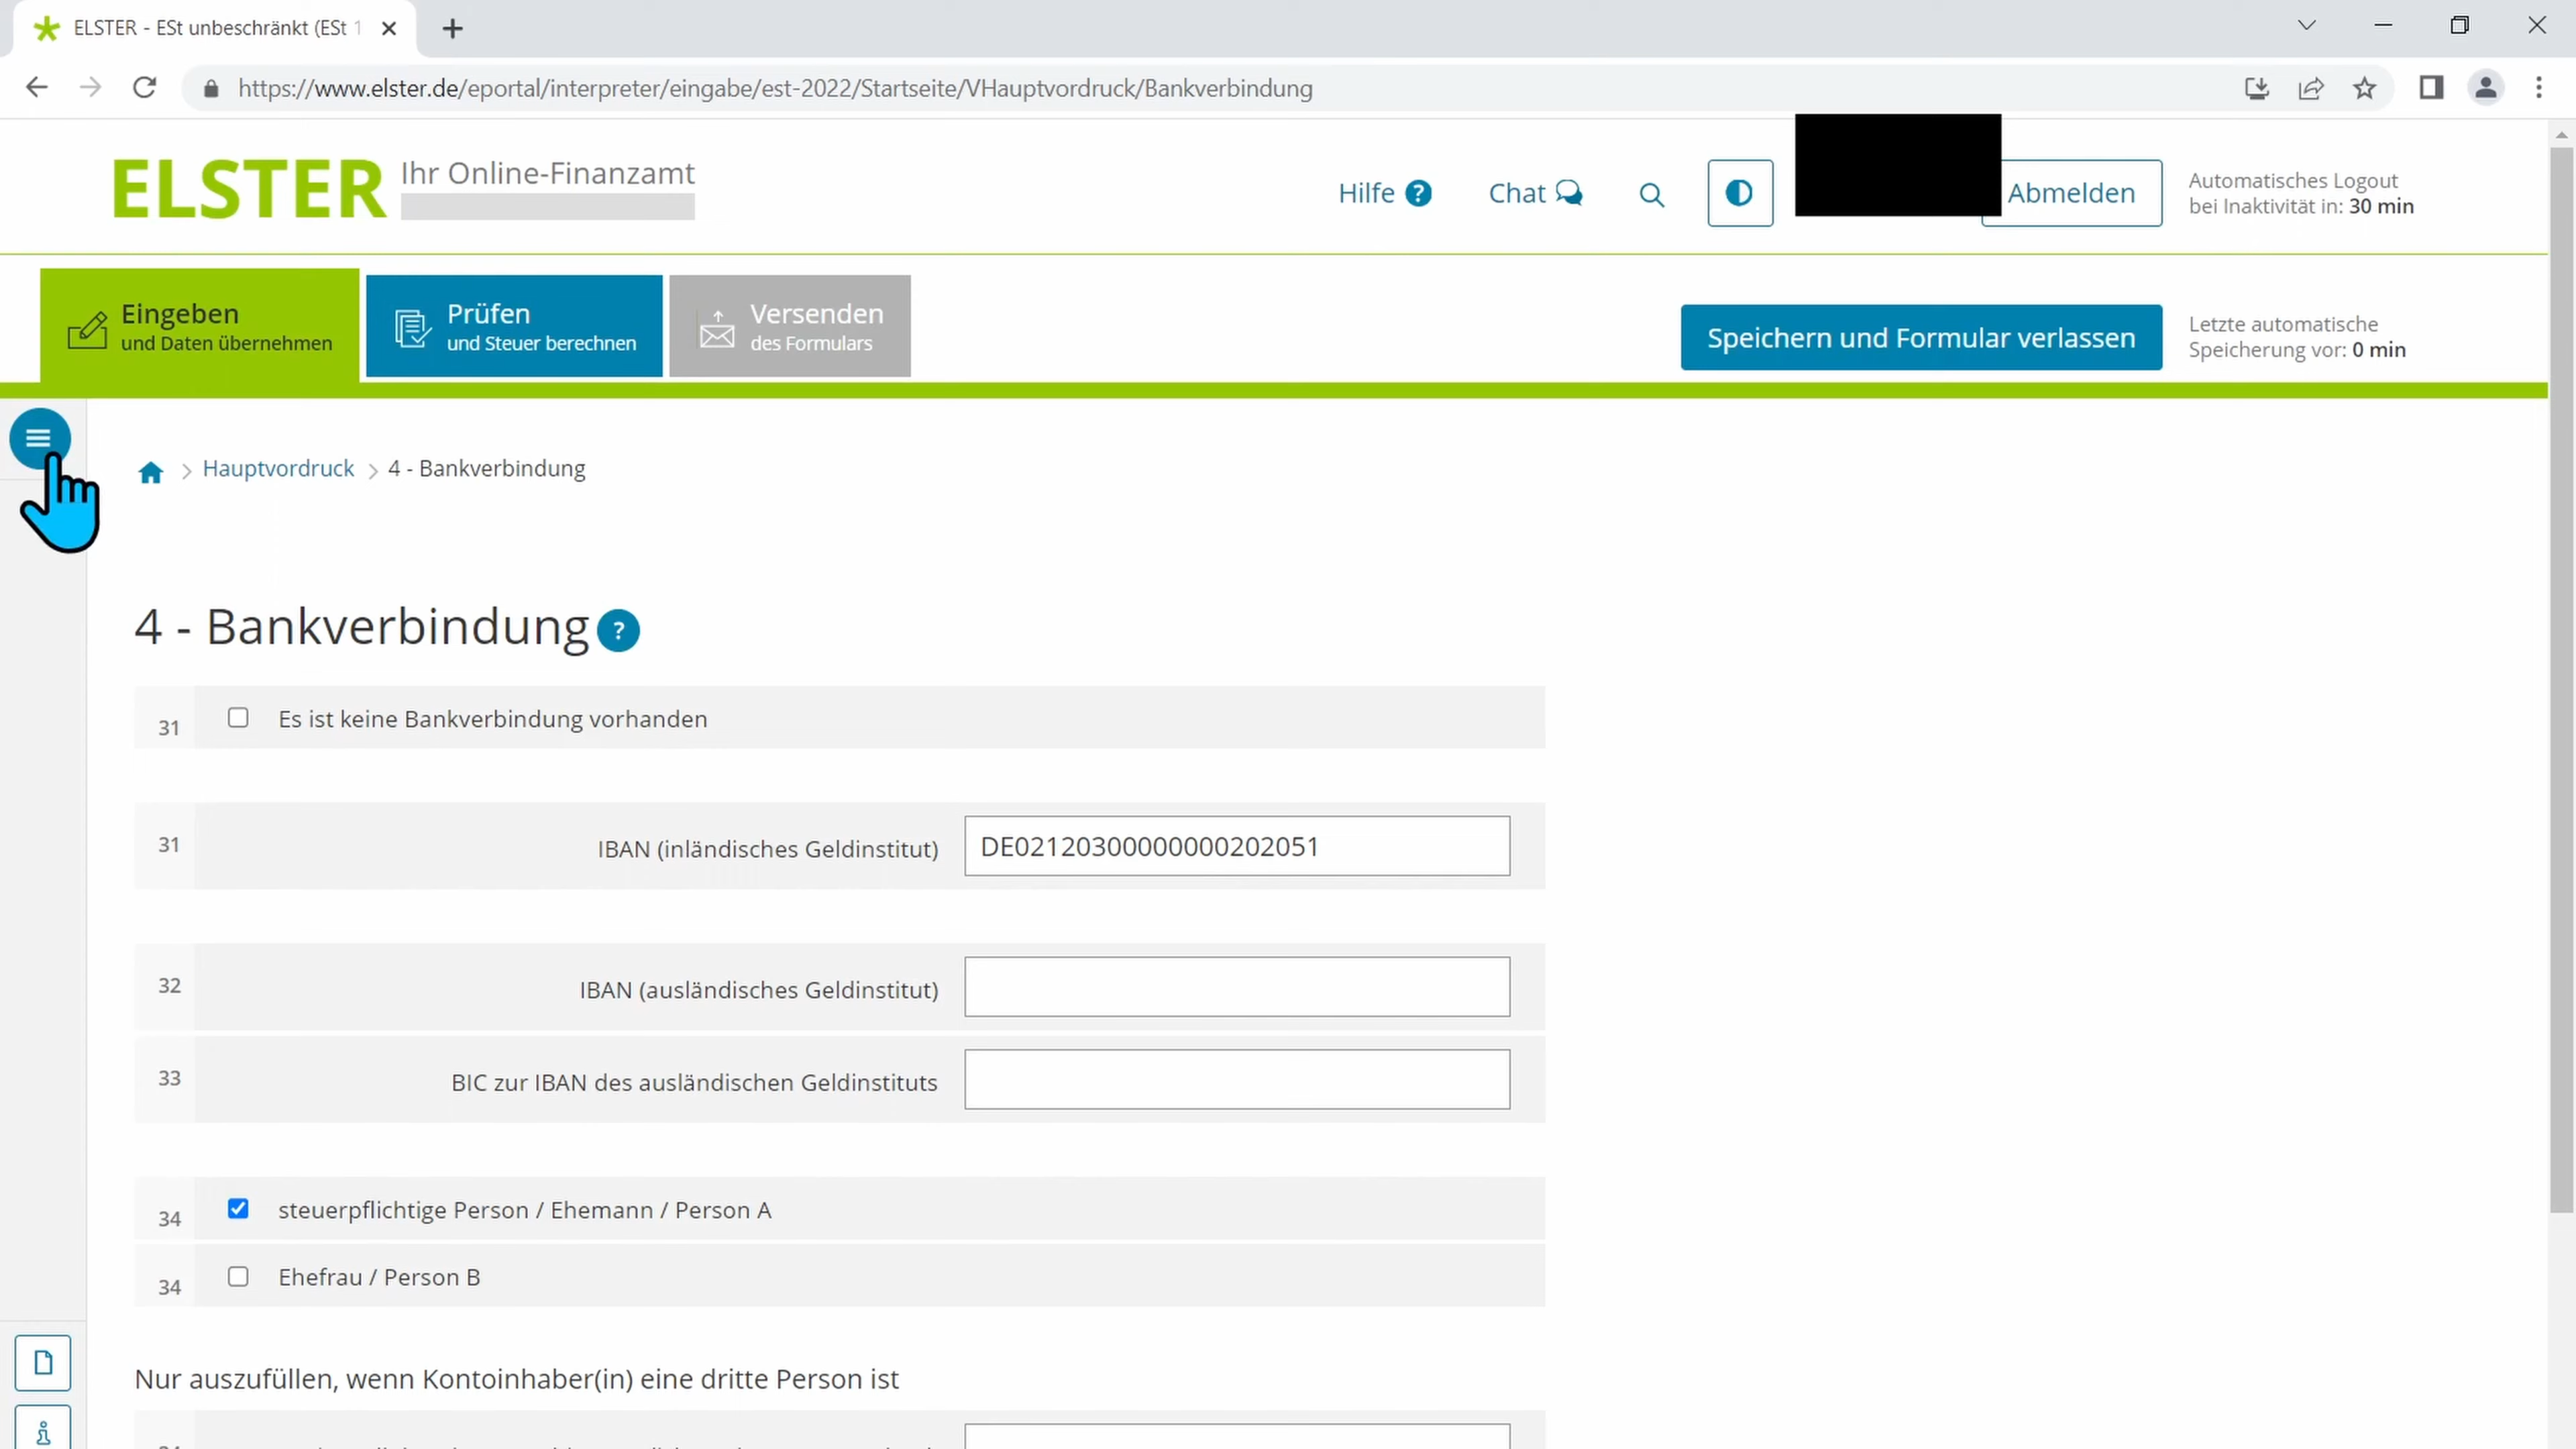 ELSTER - ESt unbeschränkt (ESt 1
https://www.elster.de/eportal/interpreter/eingabe/est-2022/Startseite/VHauptvordruck/Bankverbindung
ELSTER Ihr Online-Finanzamt
Hilfe ? Chat
Abmelden
Automatisches Logout
bei Inaktivität in: 30 min
Eingeben
und Daten übernehmen
Prüfen
und Steuer berechnen
Versenden
des Formulars
Speichern und Formular verlassen
Letzte automatische
Speicherung vor: 0 min
Hauptvordruck > 4 - Bankverbindung
4 - Bankverbindung ?
31 Es ist keine Bankverbindung vorhanden
31 IBAN (inländisches Geldinstitut) DE02120300000000202051
32 IBAN (ausländisches Geldinstitut)
33 BIC zur IBAN des ausländischen Geldinstituts
34 steuerpflichtige Person / Ehemann / Person A
34 Ehefrau / Person B
Nur auszufüllen, wenn Kontoinhaber(in) eine dritte Person ist